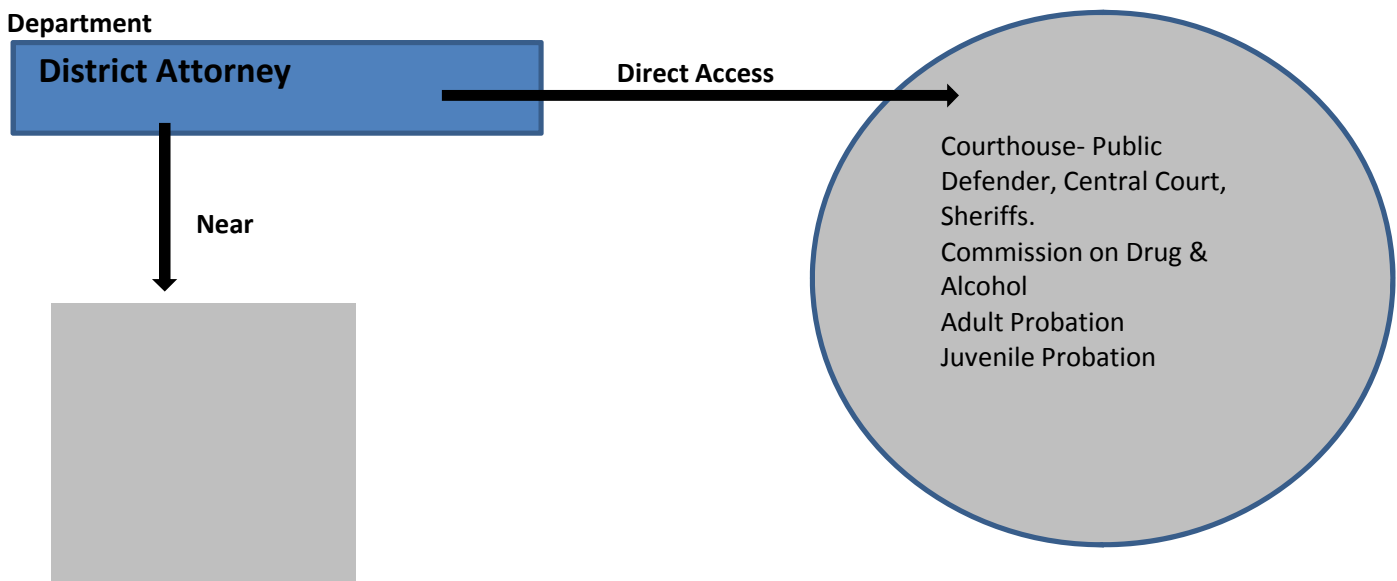 Department
District Attorney
Direct Access
Near
Courthouse- Public
Defender, Central Court,
Sheriffs.
Commission on Drug &
Alcohol
Adult Probation
Juvenile Probation